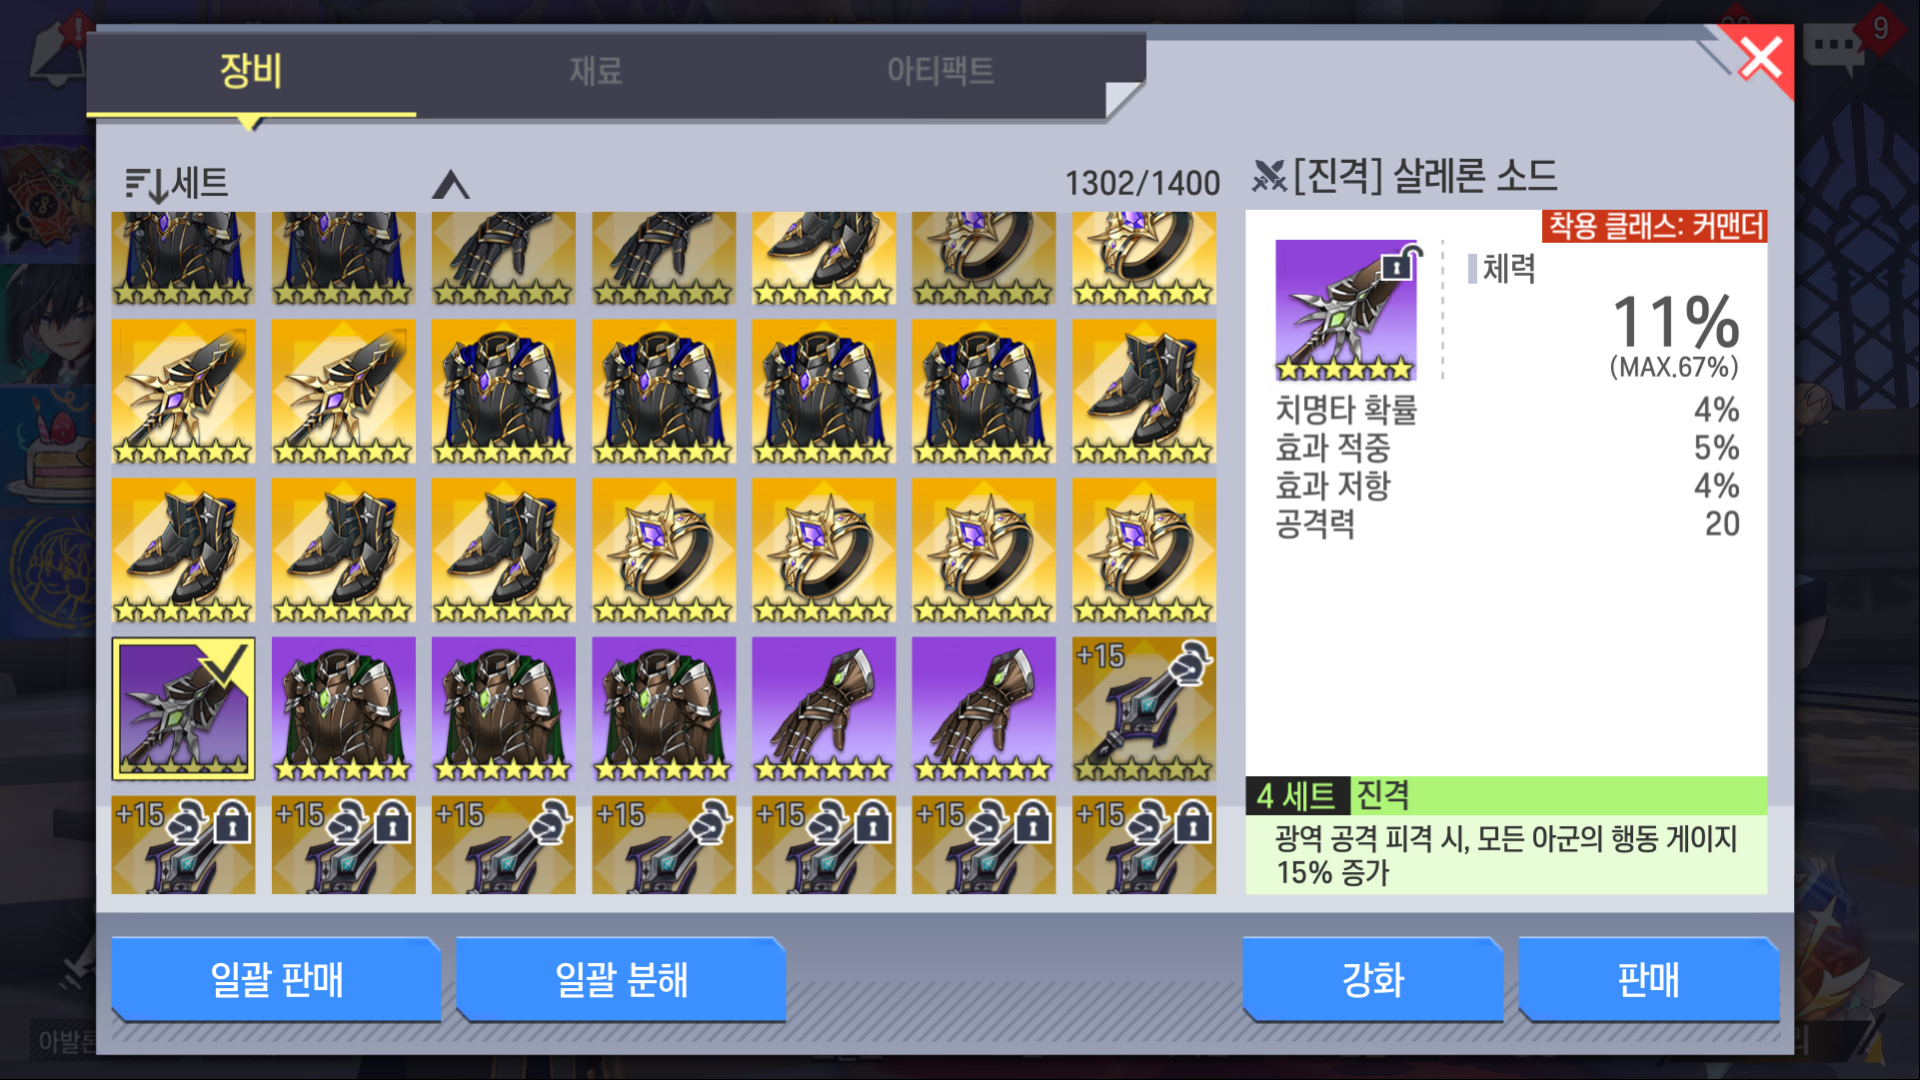 장비
재료
아티팩트
9
세트
1302/1400
[진격] 살레론 소드
착용 클래스: 커맨더
체력
11%
(MAX.67%)
치명타 확률 4%
효과 적중 5%
효과 저항 4%
공격력 20
+15
+15 +15 +15 +15 +15 +15 +15
4 세트 진격
광역 공격 피격 시, 모든 아군의 행동 게이지
15% 증가
일괄 판매
일괄 분해
강화
판매
아발론